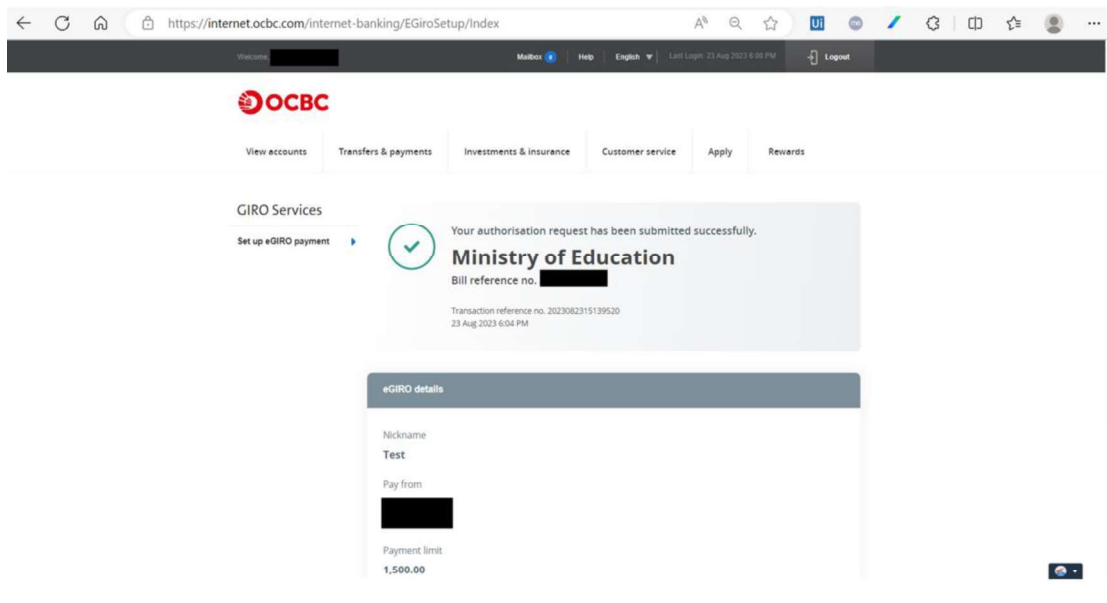 https://internet.ocbc.com/internet-banking/EGiroSetup/Index
Welcome,
Mailbox Help English Last Login: 23 Aug 2023 6:00 PM Logout
OCBC
View accounts Transfers & payments Investments & insurance Customer service Apply Rewards
GIRO Services
Set up eGIRO payment
Your authorisation request has been submitted successfully.
Ministry of Education
Bill reference no.
Transaction reference no. 2023082315139520
23 Aug 2023 6:04 PM
eGIRO details
Nickname
Test
Pay from
Payment limit
1,500.00